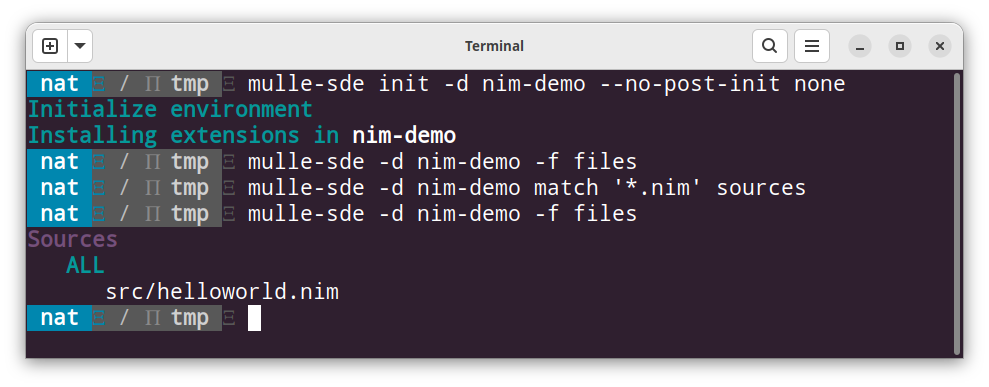 Terminal
nat Ξ / Π tmp Ξ mulle-sde init -d nim-demo --no-post-init none
Initialize environment
Installing extensions in nim-demo
nat Ξ / Π tmp Ξ mulle-sde -d nim-demo -f files
nat Ξ / Π tmp Ξ mulle-sde -d nim-demo match '*.nim' sources
nat Ξ / Π tmp Ξ mulle-sde -d nim-demo -f files
Sources
ALL
src/helloworld.nim
nat Ξ / Π tmp Ξ